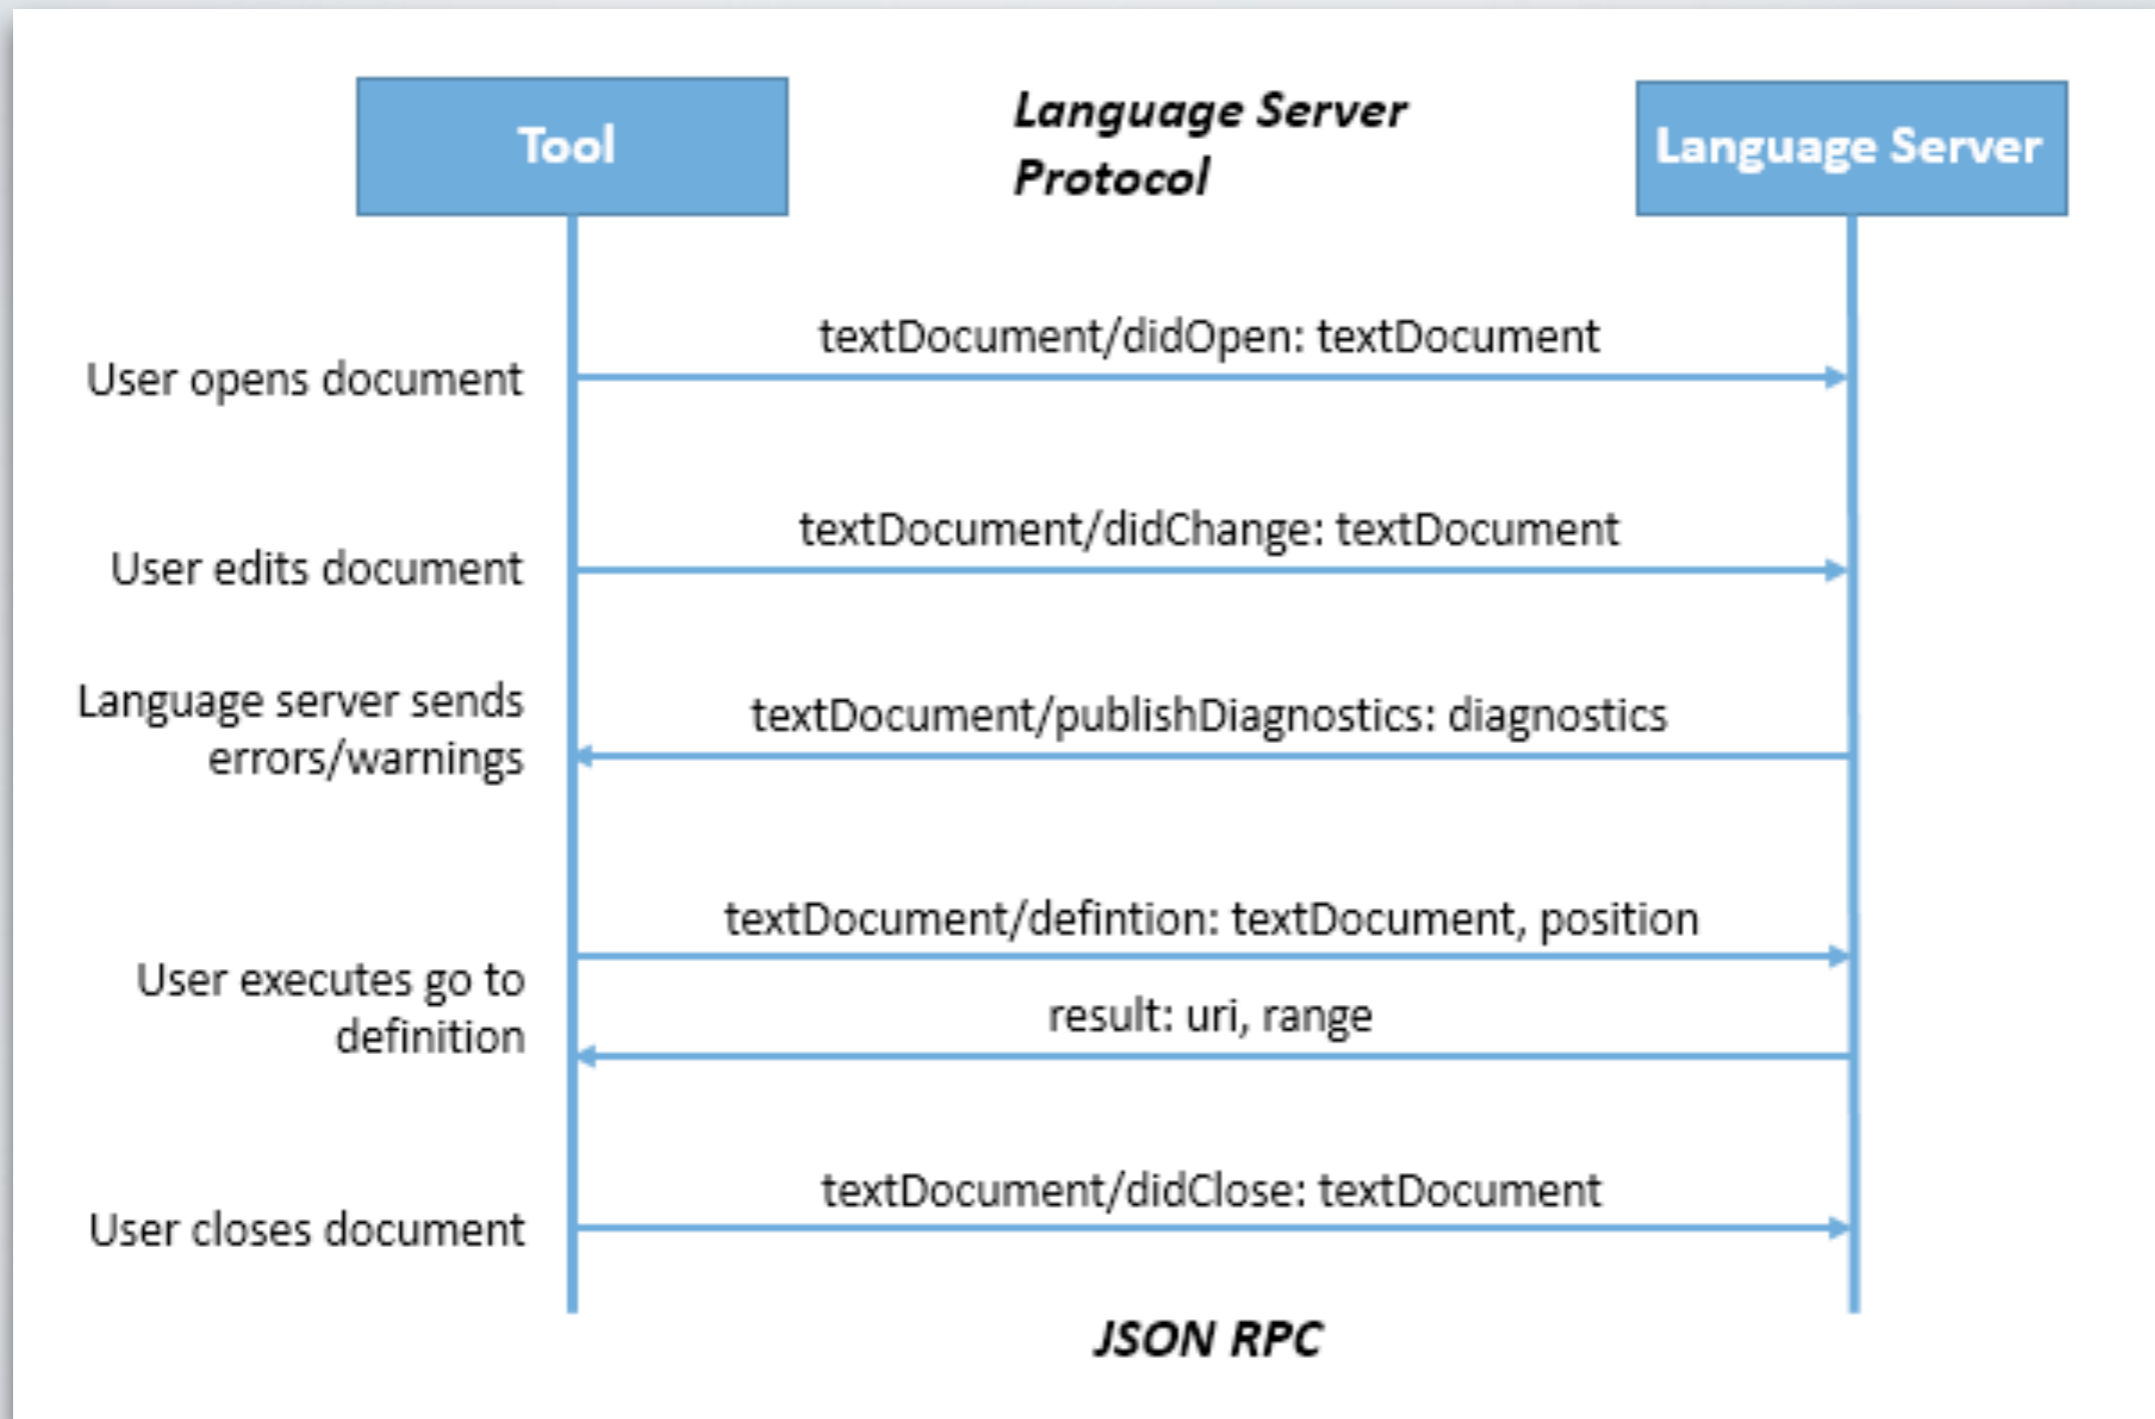 Tool
Language Server
Protocol
Language Server
textDocument/didOpen: textDocument
User opens document
textDocument/didChange: textDocument
User edits document
Language server sends
errors/warnings
textDocument/publishDiagnostics: diagnostics
textDocument/defintion: textDocument, position
User executes go to
definition
result: uri, range
textDocument/didClose: textDocument
User closes document
JSON RPC